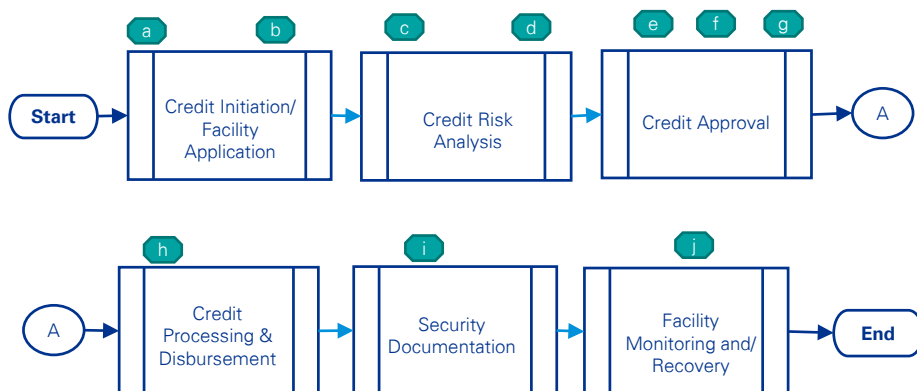 a
b
c
d
e
f
g
Start
Credit Initiation/
Facility
Application
Credit Risk
Analysis
Credit Approval
A
h
i
j
A
Credit
Processing &
Disbursement
Security
Documentation
Facility
Monitoring and/
Recovery
End